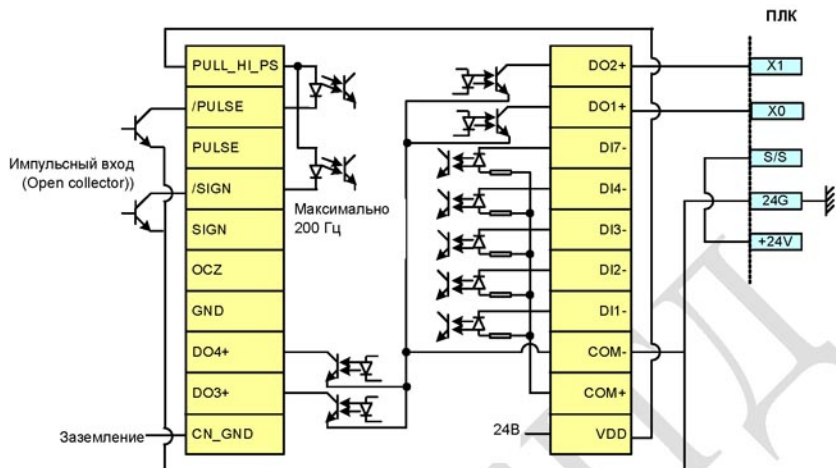 ПЛК
PULL_HI_PS
/PULSE
PULSE
/SIGN
SIGN
OCZ
GND
DO4+
DO3+
CN_GND
Импульсный вход
(Open collector))
Максимально
200 Гц
Заземление
DO2+
DO1+
DI7-
DI4-
DI3-
DI2-
DI1-
COM-
COM+
VDD
24В
X1
X0
S/S
24G
+24V